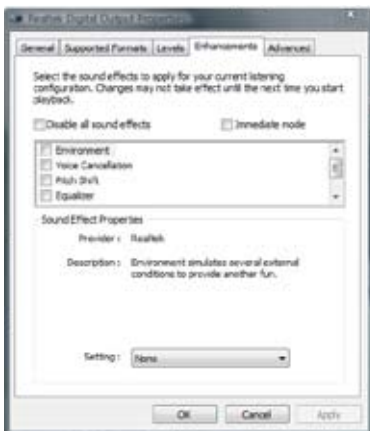 Realtek Digital Output Properties
General Supported Formats Levels Enhancements Advanced
Select the sound effects to apply for your current listening
configuration. Changes may not take effect until the next time you start
playback.
Disable all sound effects Immediate mode
Environment
Voice Cancellation
Pitch Shift
Equalizer
Sound Effect Properties
Provider : Realtek
Description : Environment simulates several external
conditions to provide another fun.
Setting : None
OK Cancel Apply